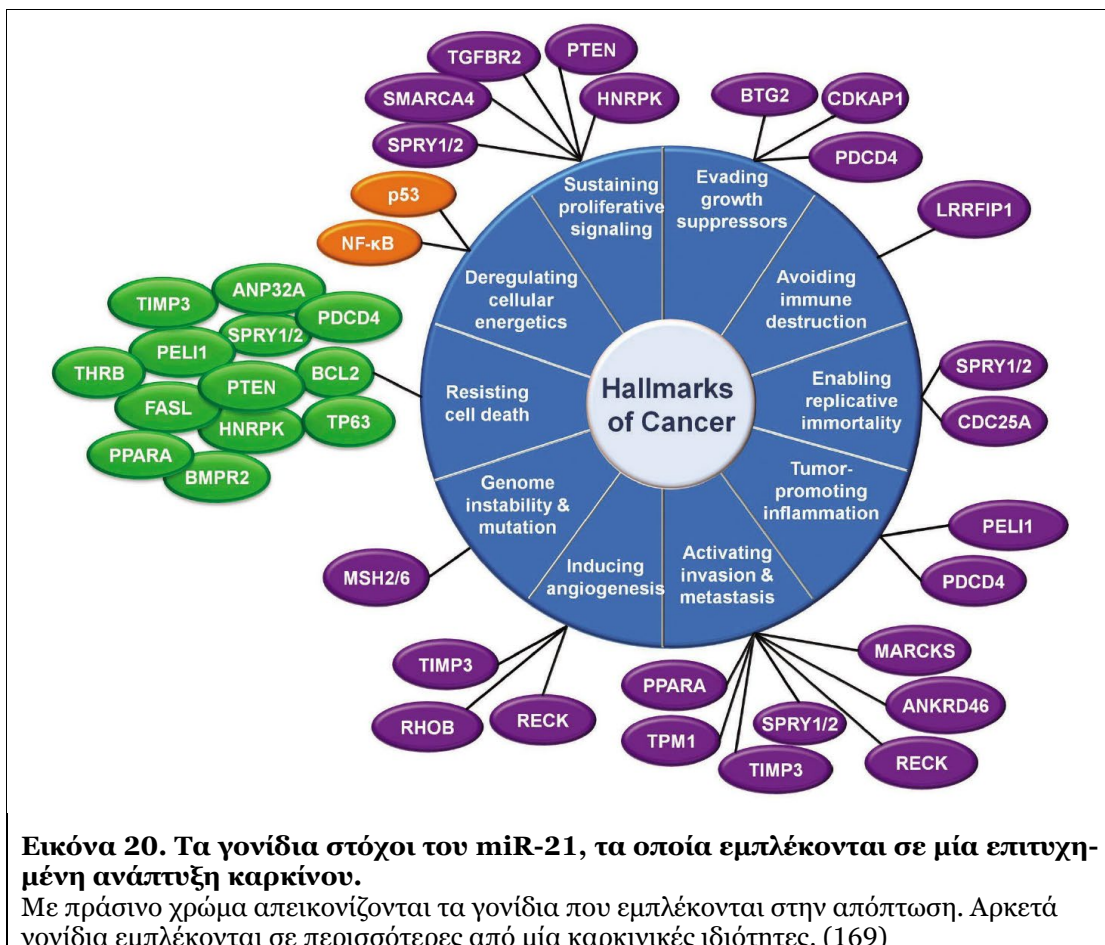 TGFBR2
PTEN
SMARCA4
HNRPK
SPRY1/2
BTG2
CDKAP1
PDCD4
LRRFIP1
p53
NF-κB
TIMP3
ANP32A
SPRY1/2
PDCD4
PELI1
THRB
PTEN
BCL2
FASL
HNRPK
TP63
PPARA
BMPR2
Sustaining
proliferative
signaling
Evading
growth
suppressors
Deregulating
cellular
energetics
Avoiding
immune
destruction
Resisting
cell death
Hallmarks
of Cancer
Enabling
replicative
immortality
Genome
instability &
mutation
Tumor-
promoting
inflammation
Inducing
angiogenesis
Activating
invasion &
metastasis
SPRY1/2
CDC25A
PELI1
PDCD4
MSH2/6
TIMP3
RHOB
RECK
PPARA
TPM1
SPRY1/2
TIMP3
MARCKS
ANKRD46
RECK
Εικόνα 20. Τα γονίδια στόχοι του miR-21, τα οποία εμπλέκονται σε μία επιτυχη-
μένη ανάπτυξη καρκίνου.
Με πράσινο χρώμα απεικονίζονται τα γονίδια που εμπλέκονται στην απόπτωση. Αρκετά
γονίδια εμπλέκονται σε περισσότερες από μία καρκινικές ιδιότητες. (169)